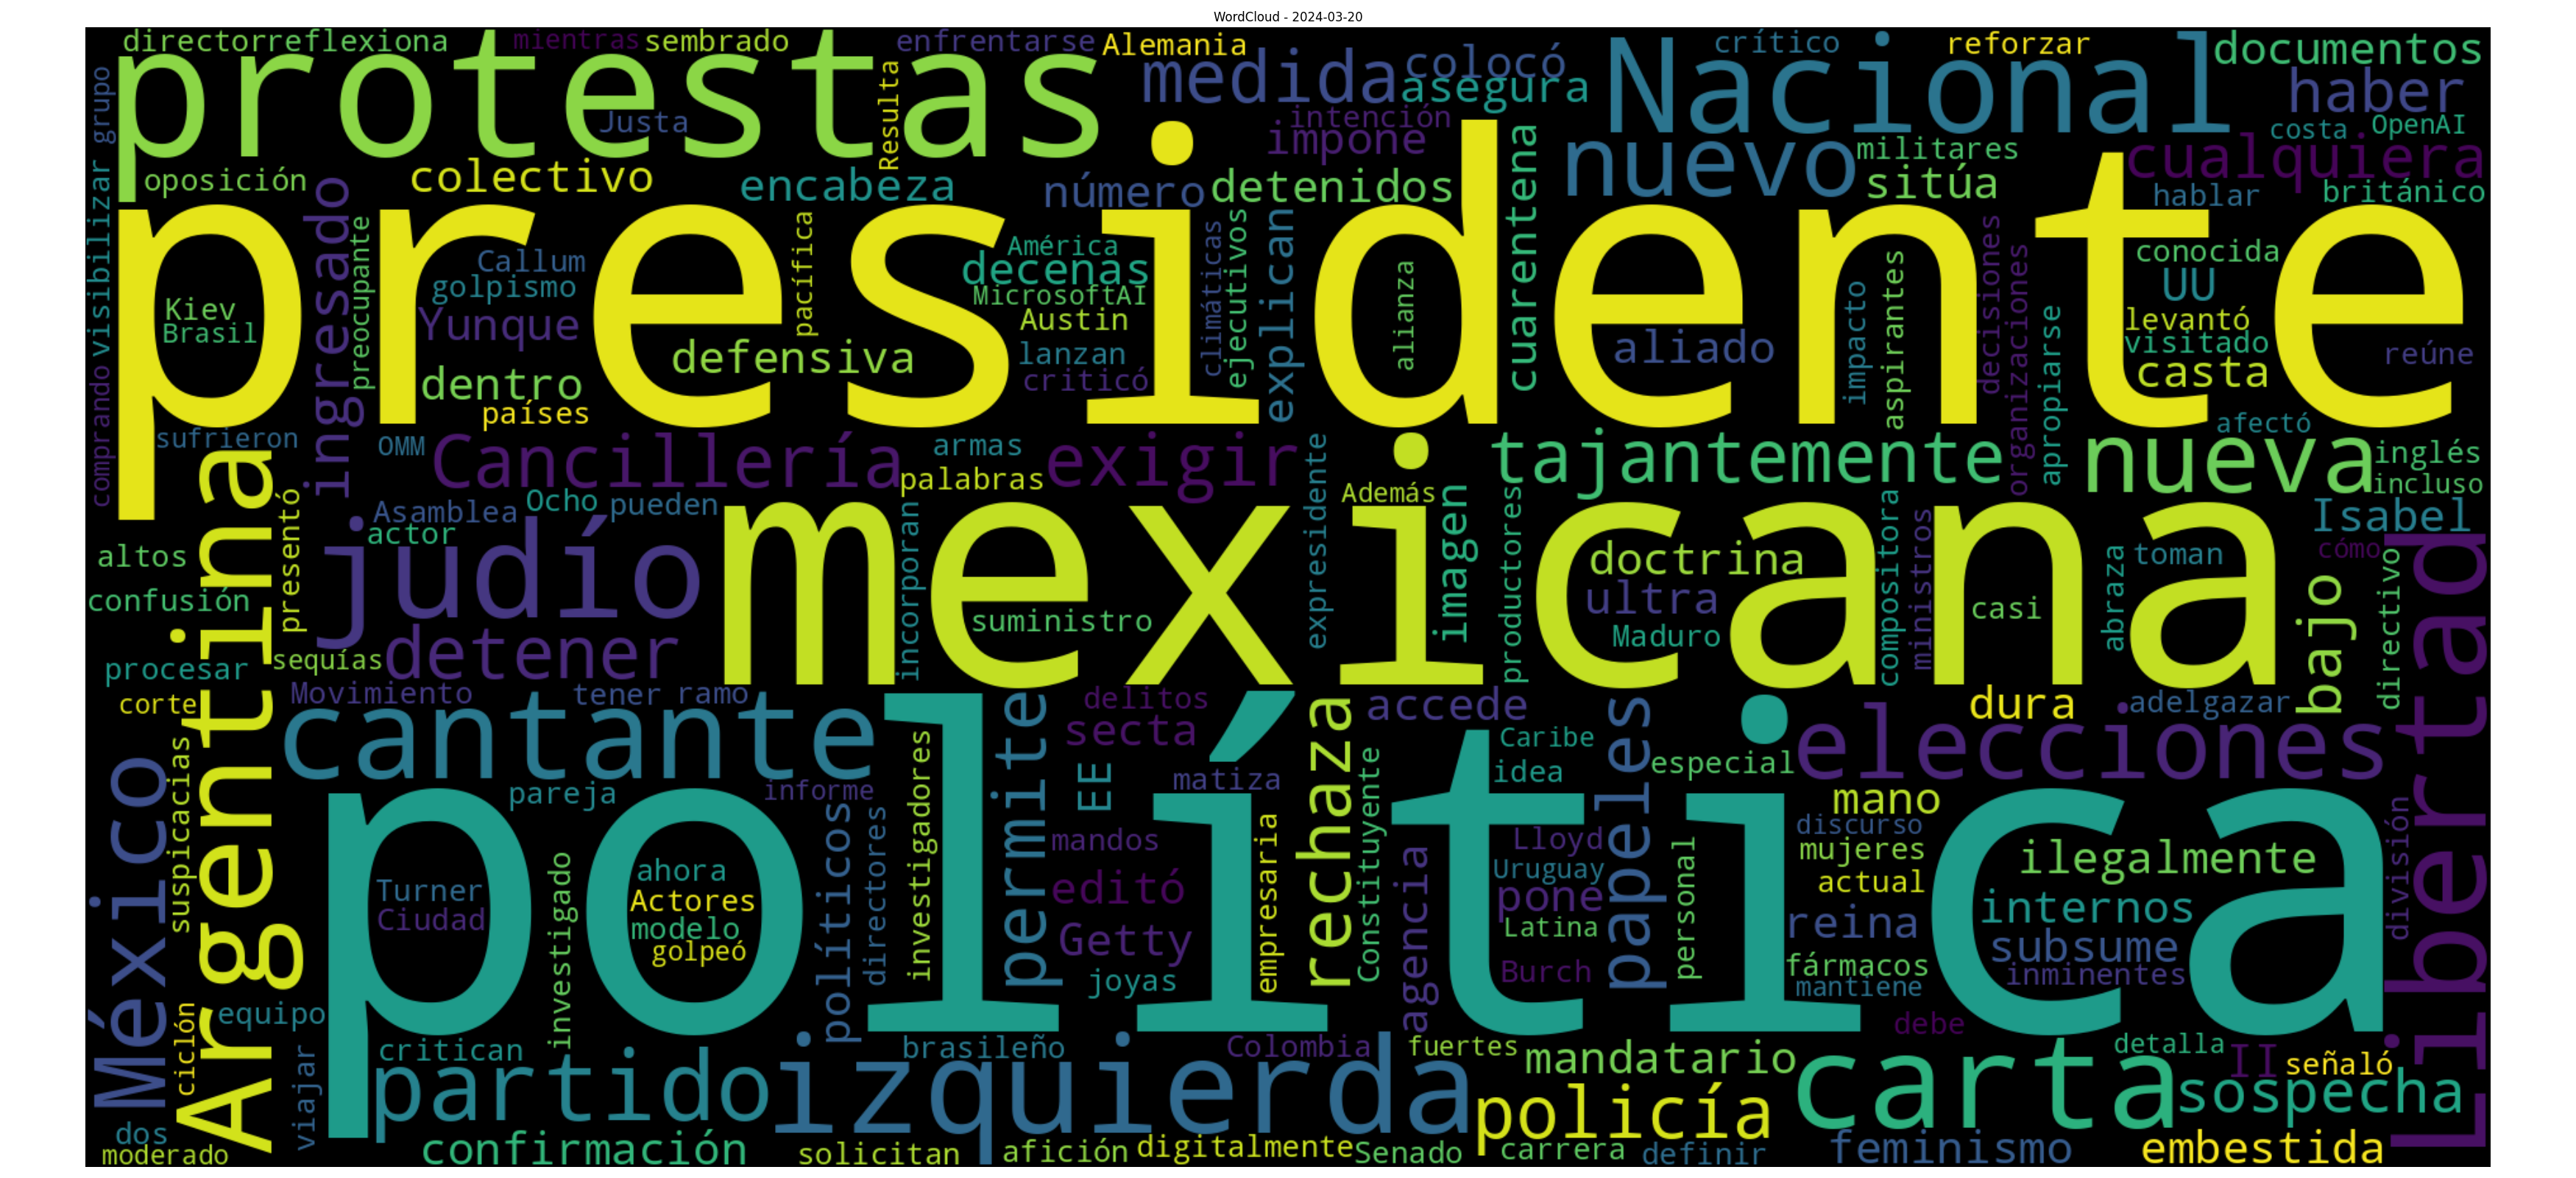 WordCloud - 2024-03-20
directorreflexiona
mientras
sembrado
enfrentarse
Alemania
medida
colocó
asegura
Nacional
crítico
reforzar
documentos
haber
grupo
protestas
Justa
Resulta
intención
impone
costa
OpenAI
nuevo
militares
cualquiera
oposición
colectivo
encabeza
número
detenidos
sitúa
hablar
británico
visibilizar
ingresado
preocupante
presidente
Callum
golpismo
Yunque
pacífica
América
decenas
MicrosoftAI
Austin
lanzan
criticó
climáticas
ejecutivos
explican
alianza
cuarentena
aliado
impacto
aspirantes
decisiones
organizaciones
apropiarse
conocida
UU
levantó
visitado
casta
reúne
Kiev
Brasil
defensiva
dentro
países
comprando
sufrieron
OMM
Cancillería
armas
palabras
exigir
expresidente
Además
tajantemente
nueva
afectó
inglés
incluso
Argentina
presentó
Asamblea
Ocho
pueden
actor
judío
mexicana
incorporan
suministro
imagen
productores
doctrina
ultra
Maduro
compositora
ministros
casi
abraza
toman
Isabel
cómo
directivo
bajo
Libertad
altos
confusión
procesar
sequías
detener
corte
Movimiento
tener
ramo
delitos
secta
accede
dura
adelgazar
México
suspicacias
cantante
política
pareja
informe
investigadores
permite
EE
matiza
rechaza
Constituyente
Caribe
idea
papeles
especial
elecciones
mano
discurso
mujeres
actual
ilegalmente
división
Turner
Ciudad
investigado
ahora
Actores
modelo
golpeó
políticos
directores
mandos
editó
Getty
joyas
empresaria
agencia
Lloyd
Uruguay
pone
Latina
Burch
personal
reina
fármacos
mantiene
internos
subsume
inminentes
ciclón
equipo
viajar
critican
partido
izquierda
brasileño
Colombia
fuertes
mandatario
debe
carta
detalla
II
señaló
sospecha
policía
dos
moderado
confirmación
solicitan
afición
digitalmente
Senado
carrera
definir
feminismo
embestida